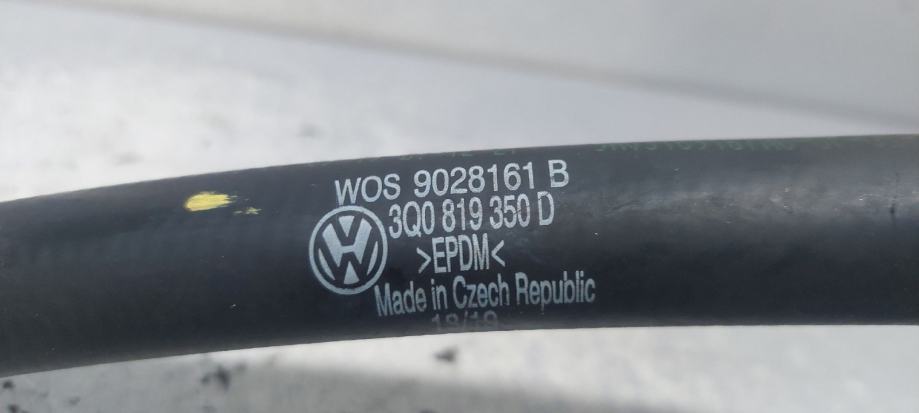 WOS 9028161 B
3Q0 819 350 D
>EPDM<
Made in Czech Republic